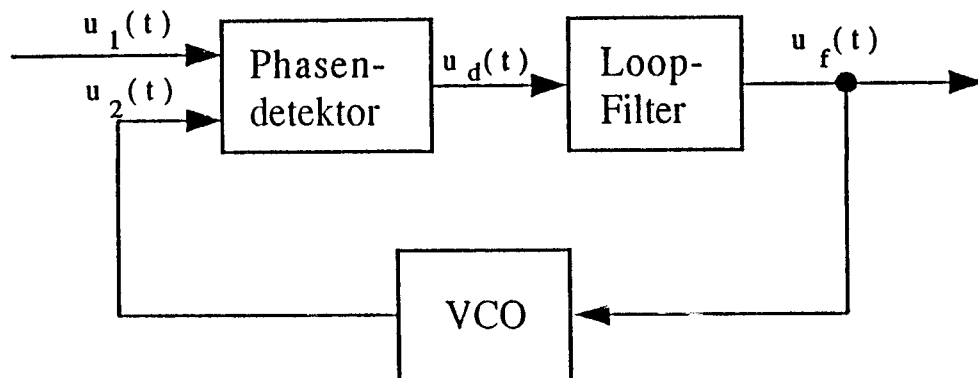 u1(t)
u2(t)
Phasen-
detektor
ud(t)
Loop-
Filter
uf(t)
VCO